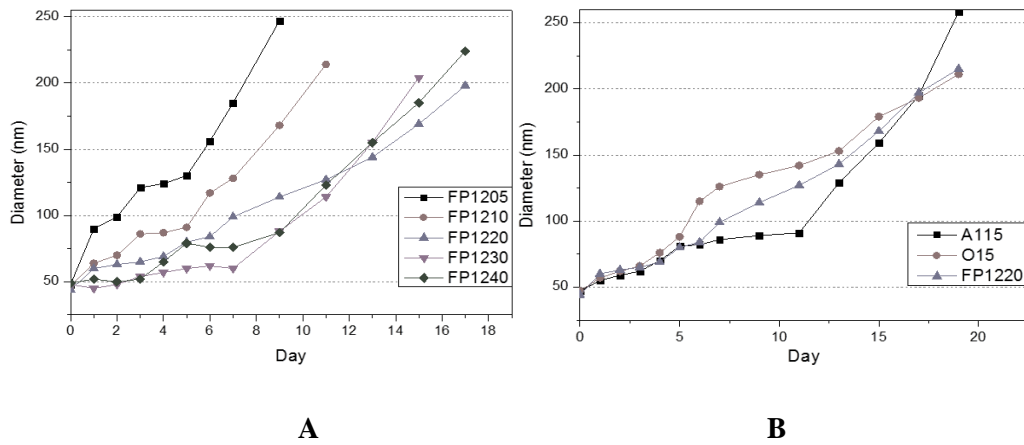 A.
B.
250
200
150
100
50
Diameter (nm)
FP1205
FP1210
FP1220
FP1230
FP1240
0 2 4 6 8 10 12 14 16 18
Day
250
200
150
100
50
Diameter (nm)
A115
O15
FP1220
0 5 10 15 20
Day
A
B